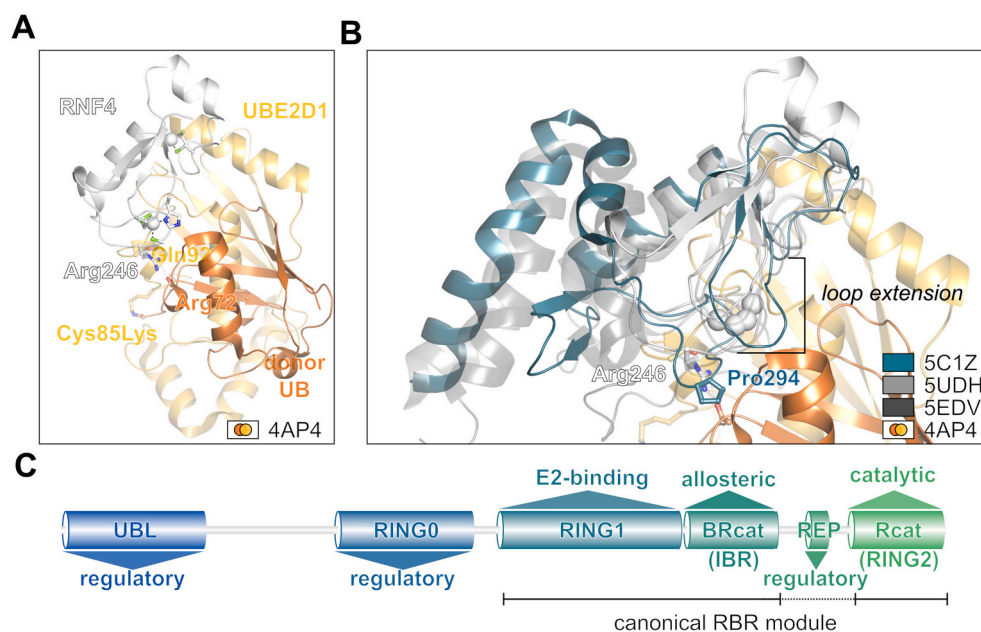 A
RNF4
UBE2D1
Gln92
Arg246
Arg72
Cys85Lys
donor
UB
4AP4
B
loop extension
Arg246
Pro294
5C1Z
5UDH
5EDV
4AP4
C
E2-binding
allosteric
catalytic
UBL
RING0
RING1
BRcat
REP
Rcat
(IBR)
(RING2)
regulatory
regulatory
regulatory
canonical RBR module